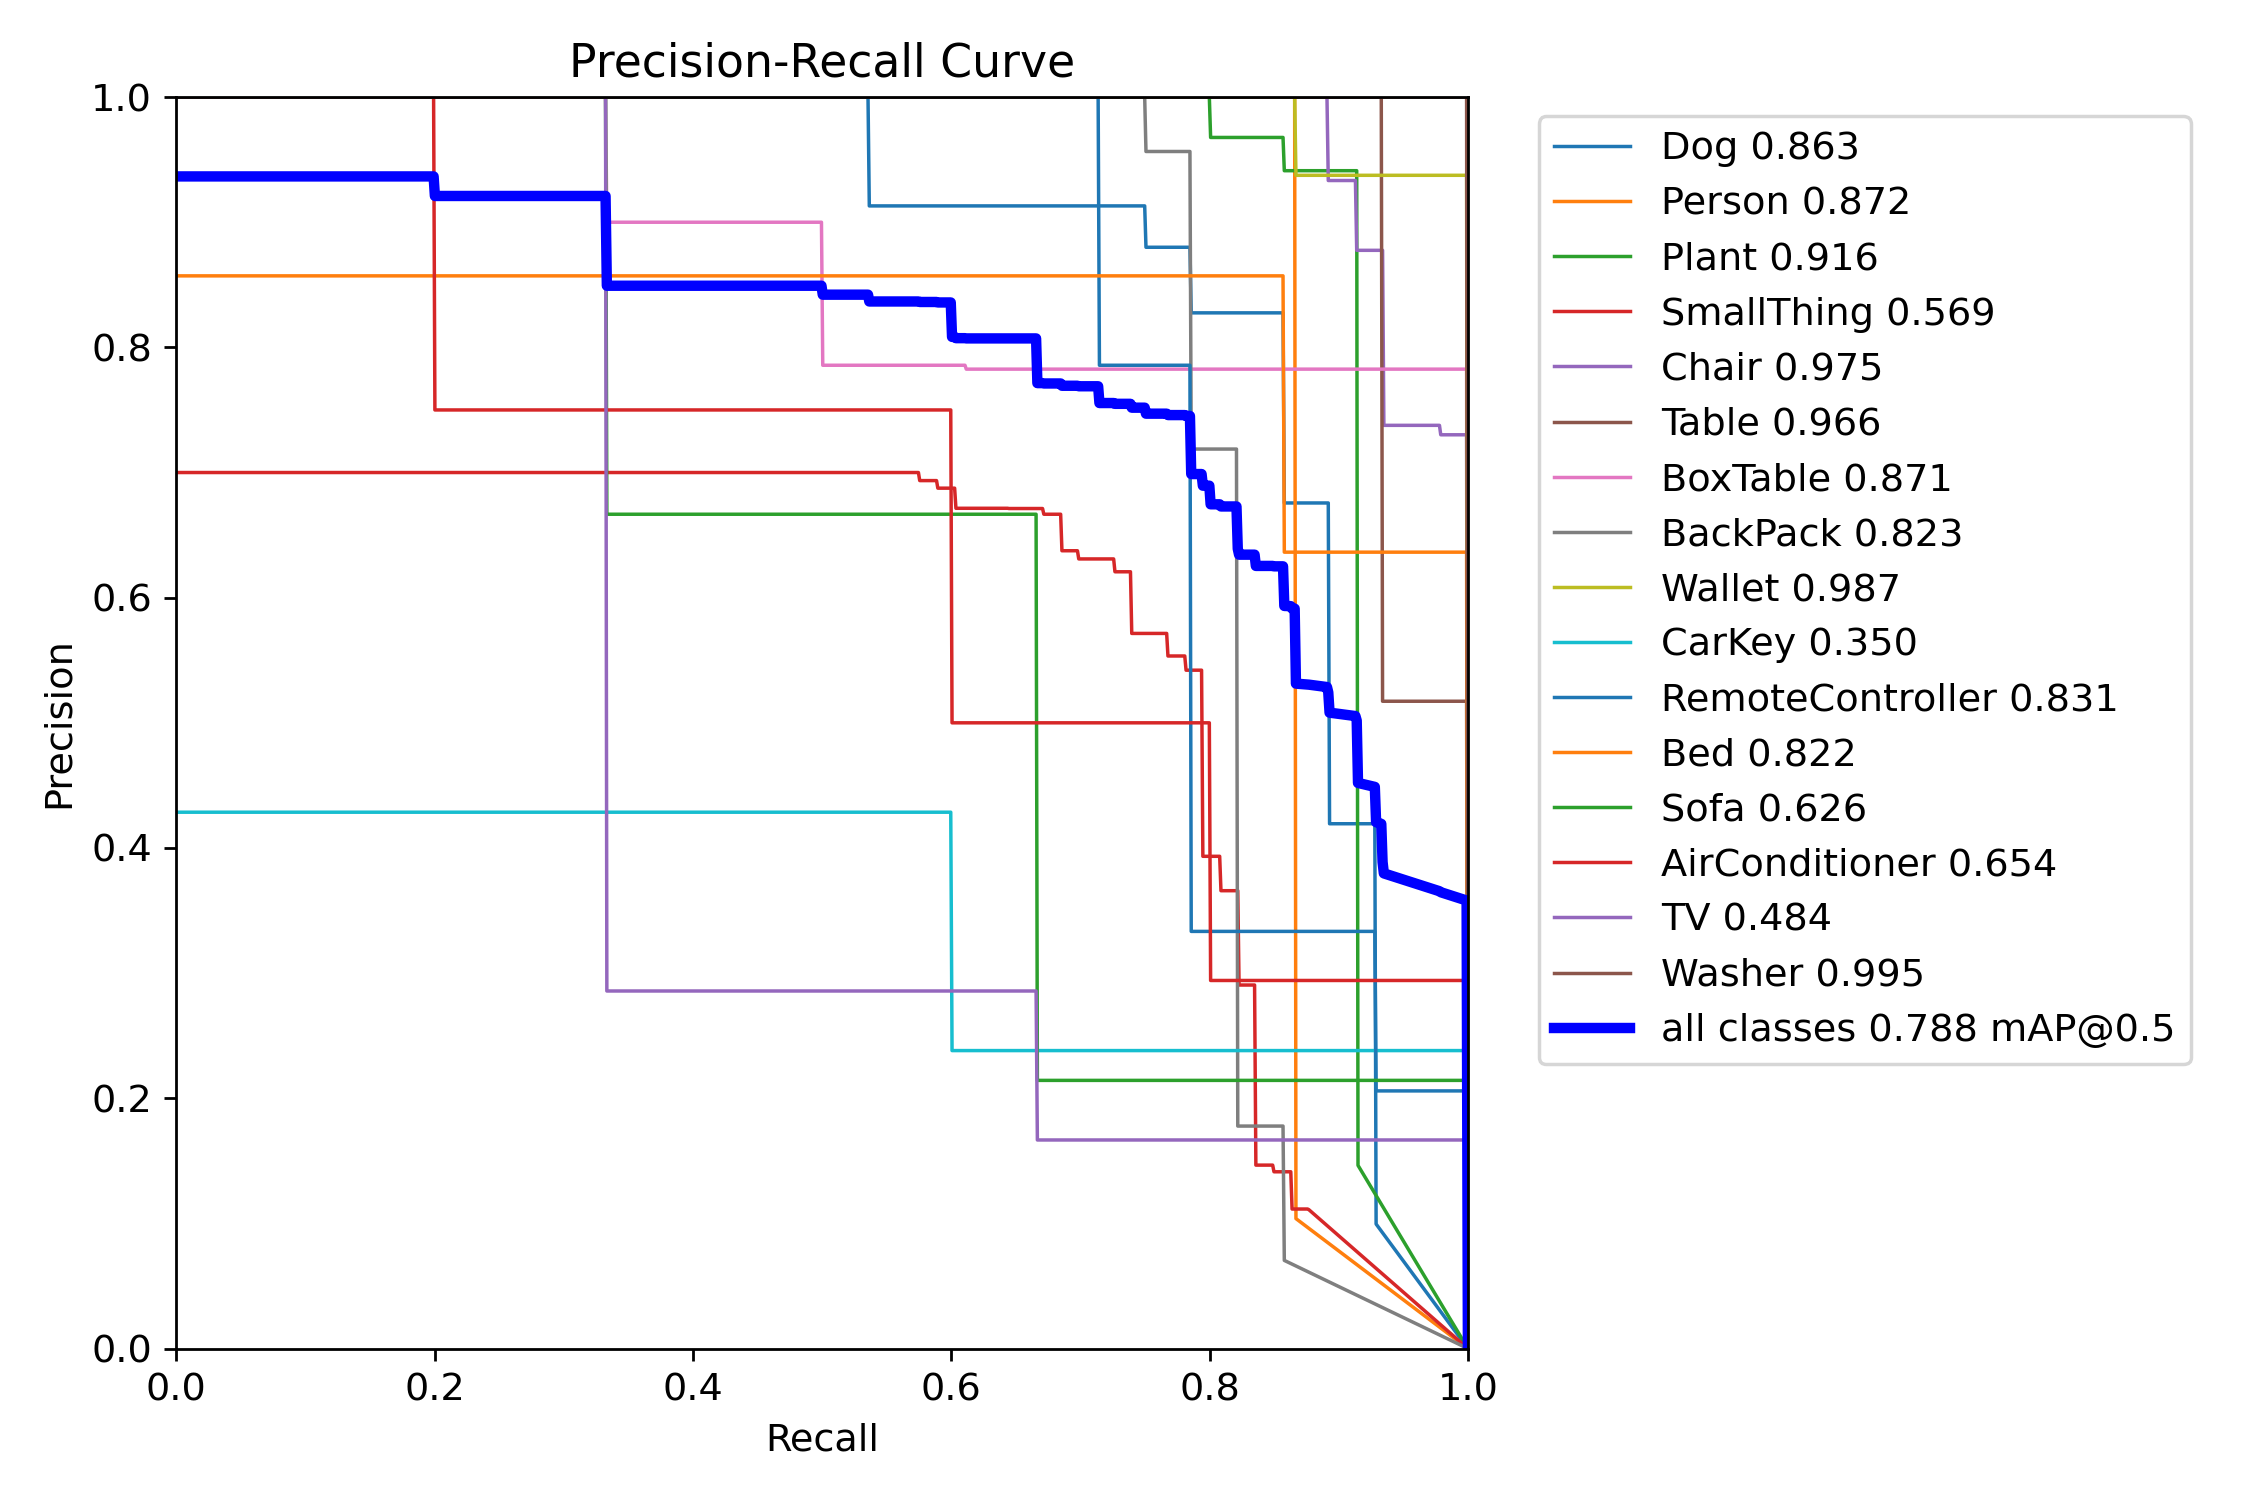 Precision-Recall Curve
1.0
0.8
0.6
0.4
0.2
0.0
Precision
0.0 0.2 0.4 0.6 0.8 1.0
Recall
Dog 0.863
Person 0.872
Plant 0.916
SmallThing 0.569
Chair 0.975
Table 0.966
BoxTable 0.871
BackPack 0.823
Wallet 0.987
CarKey 0.350
RemoteController 0.831
Bed 0.822
Sofa 0.626
AirConditioner 0.654
TV 0.484
Washer 0.995
all classes 0.788 mAP@0.5